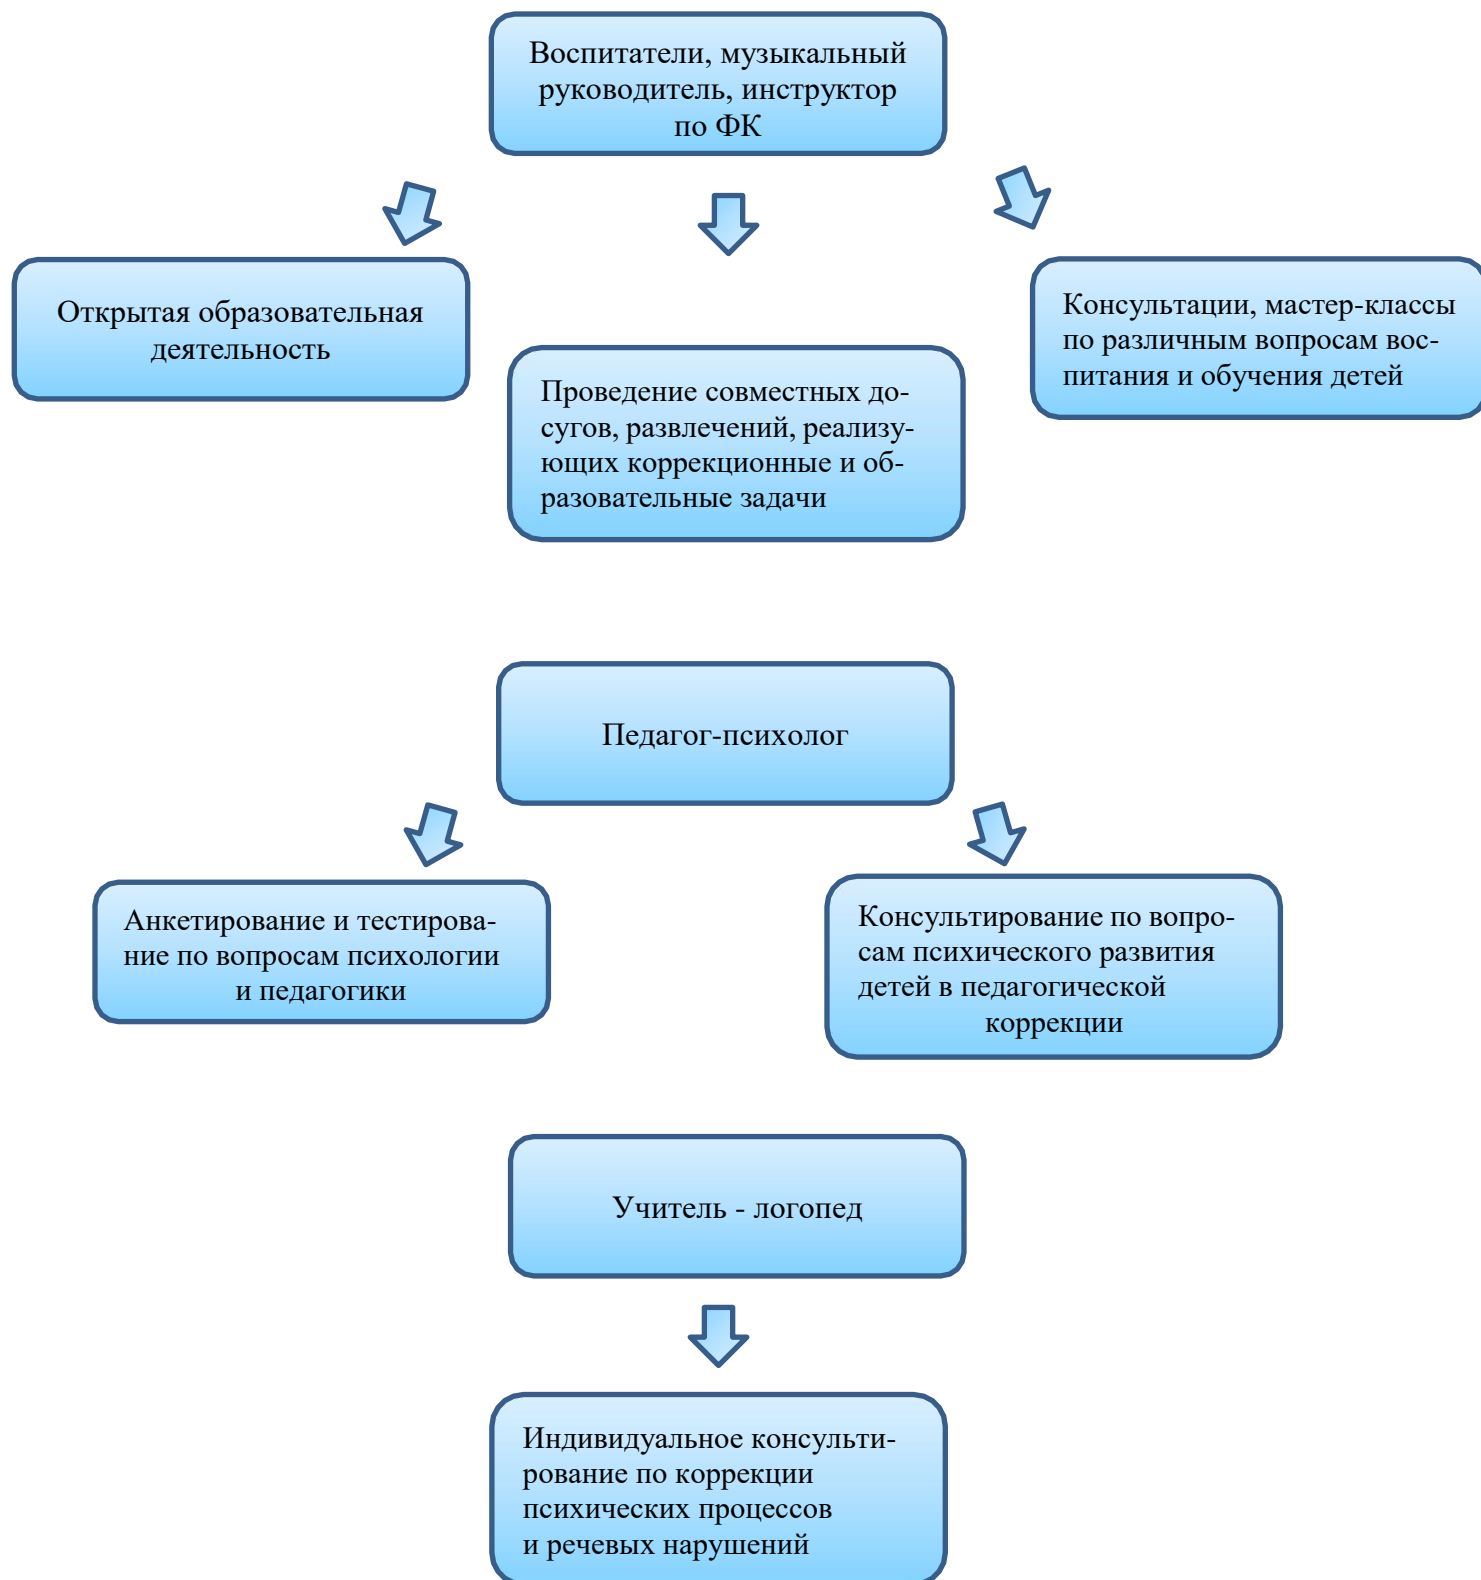 Воспитатели, музыкальный
руководитель, инструктор
по ФК
Открытая образовательная
деятельность
Консультации, мастер-классы
по различным вопросам вос-
питания и обучения детей
Проведение совместных до-
сугов, развлечений, реализу-
ющих коррекционные и об-
разовательные задачи
Педагог-психолог
Анкетирование и тестирова-
ние по вопросам психологии
и педагогики
Консультирование по вопро-
сам психического развития
детей в педагогической
коррекции
Учитель - логопед
Индивидуальное консульти-
рование по коррекции
психических процессов
и речевых нарушений